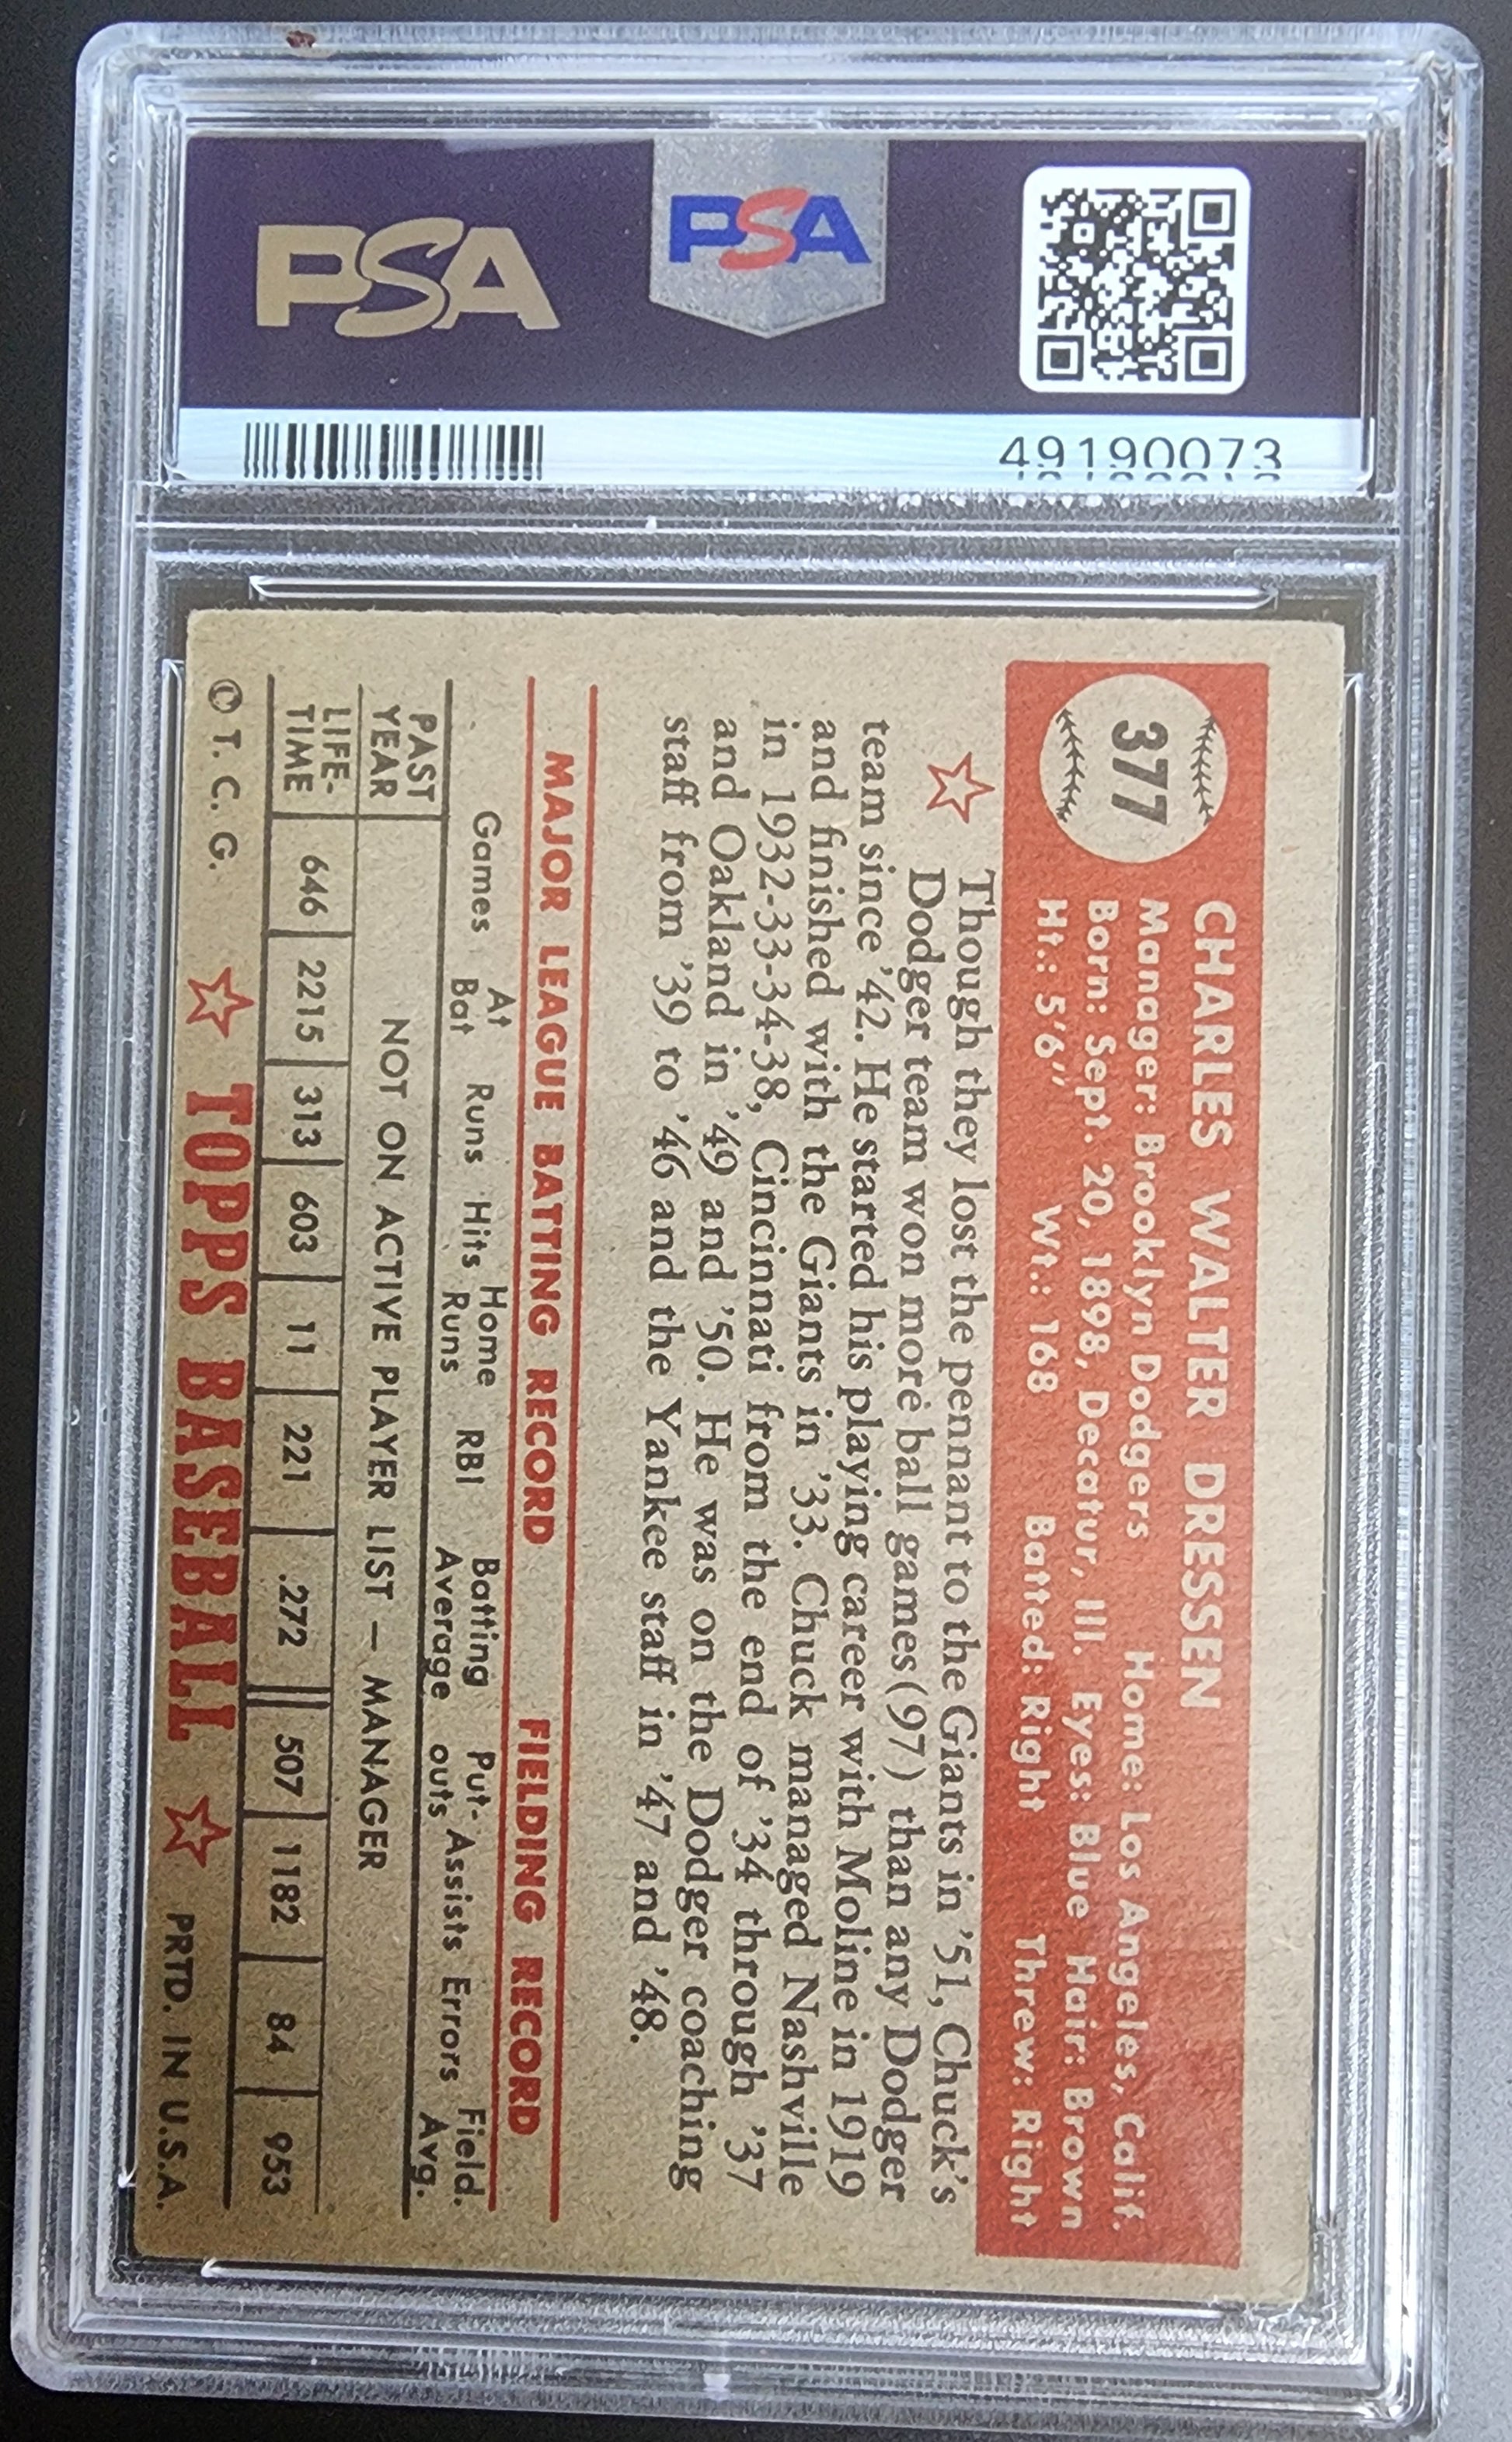 PSA
PSA
49190073
377
CHARLES WALTER DRESSEN
Manager: Brooklyn Dodgers Home: Los Angeles, Calif.
Born: Sept. 20, 1898, Decatur, Ill. Eyes: Blue Hair: Brown
Ht.: 5'6" Wt.: 168 Batted: Right Threw: Right
Though they lost the pennant to the Giants in '51, Chuck's
Dodger team won more ball games (97) than any Dodger
team since '42. He started his playing career with Moline in 1919
and finished with the Giants in '33. Chuck managed Nashville
in 1932-33-34-38, Cincinnati from the end of '34 through '37
and Oakland in '49 and '50. He was on the Dodger coaching
staff from '39 to '46 and the Yankee staff in '47 and '48.
MAJOR LEAGUE BATTING RECORD FIELDING RECORD
Games At Bat Runs Hits Home Runs RBI Batting Average Put-outs Assists Errors Field. Avg.
PAST YEAR NOT ON ACTIVE PLAYER LIST — MANAGER
LIFE-TIME 646 2215 313 603 11 221 .272 507 1182 84 953
© T. C. G. TOPPS BASEBALL PRTD. IN U.S.A.